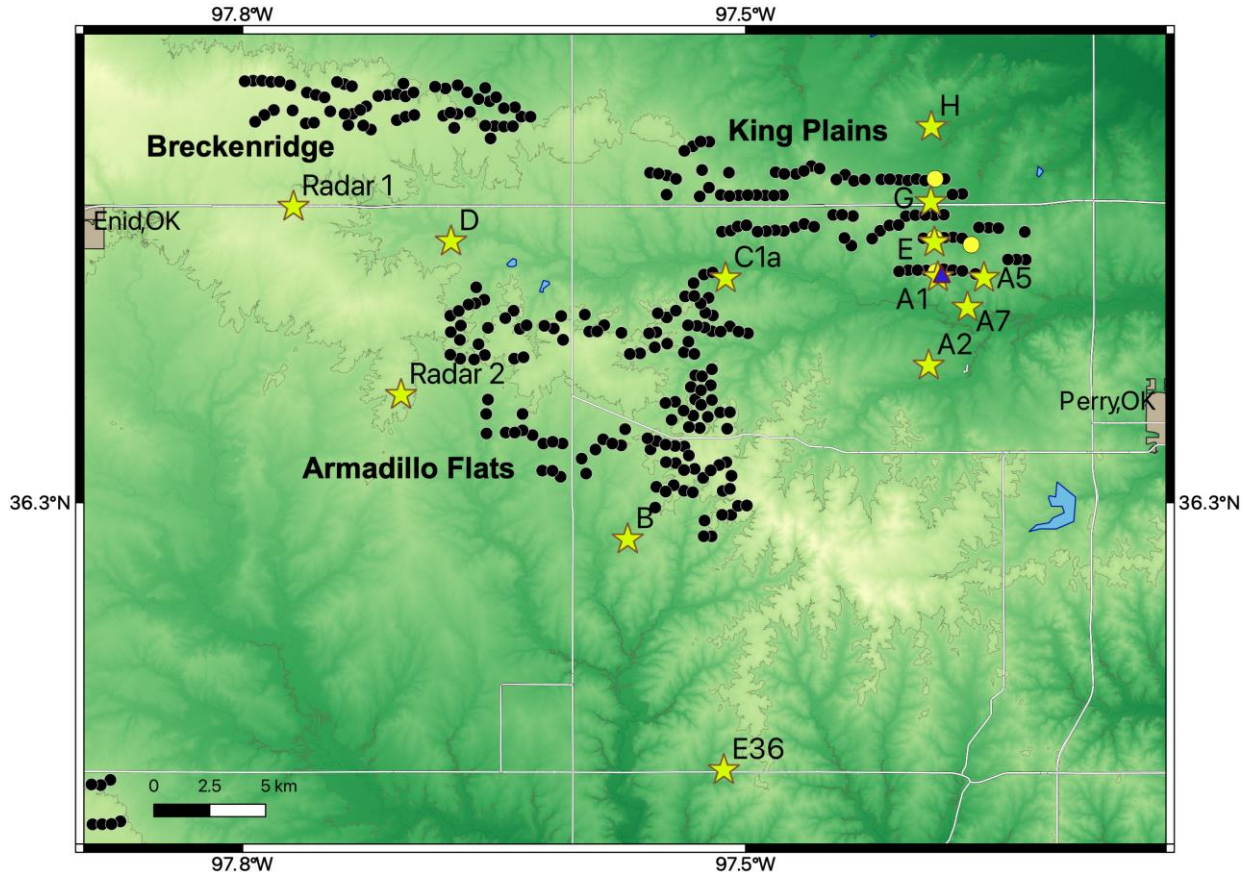 97.8°W
97.5°W
H
King Plains
Breckenridge
Radar 1
G
Enid,OK
D
E
C1a
A5
A1
A7
A2
Radar 2
Perry,OK
Armadillo Flats
36.3°N
36.3°N
B
E36
0 2.5 5 km
97.8°W
97.5°W